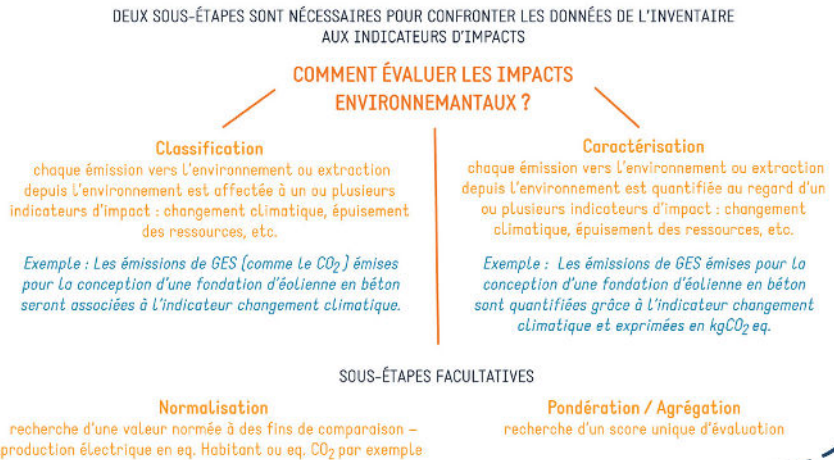 DEUX SOUS-ÉTAPES SONT NÉCESSAIRES POUR CONFRONTER LES DONNÉES DE L'INVENTAIRE
AUX INDICATEURS D'IMPACTS
COMMENT ÉVALUER LES IMPACTS
ENVIRONNEMANTAUX ?
Classification
chaque émission vers l'environnement ou extraction
depuis l'environnement est affectée à un ou plusieurs
indicateurs d'impact : changement climatique, épuisement
des ressources, etc.
Exemple : Les émissions de GES (comme le CO₂) émises
pour la conception d'une fondation d'éolienne en béton
seront associées à l'indicateur changement climatique.
Caractérisation
chaque émission vers l'environnement ou extraction
depuis l'environnement est quantifiée au regard d'un
ou plusieurs indicateurs d'impact : changement
climatique, épuisement des ressources, etc.
Exemple : Les émissions de GES émises pour la
conception d'une fondation d'éolienne en béton
sont quantifiées grâce à l'indicateur changement
climatique et exprimées en kgCO₂ eq.
SOUS-ÉTAPES FACULTATIVES
Normalisation
recherche d'une valeur normée à des fins de comparaison –
production électrique en eq. Habitant ou eq. CO₂ par exemple
Pondération / Agrégation
recherche d'un score unique d'évaluation